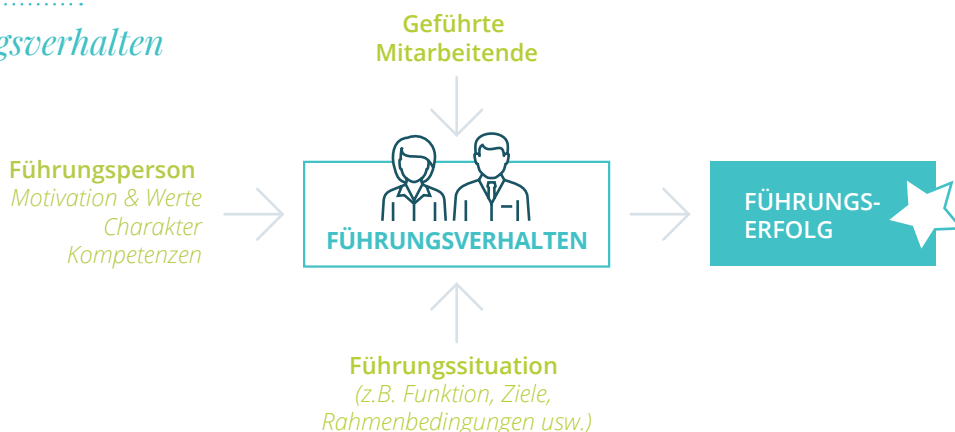 gsverhalten
Geführte
Mitarbeitende
Führungsperson
Motivation & Werte
Charakter
Kompetenzen
FÜHRUNGSVERHALTEN
FÜHRUNGS-
ERFOLG
Führungssituation
(z.B. Funktion, Ziele,
Rahmenbedingungen usw.)